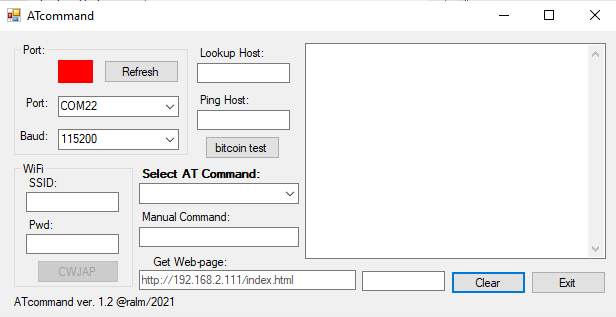 ATcommand
Port:
Refresh
Port:
COM22
Baud:
115200
Lookup Host:
Ping Host:
bitcoin test
WiFi
SSID:
Pwd:
CWJAP
Select AT Command:
Manual Command:
Get Web-page:
http://192.168.2.111/index.html
Clear
Exit
ATcommand ver. 1.2 @ralm/2021